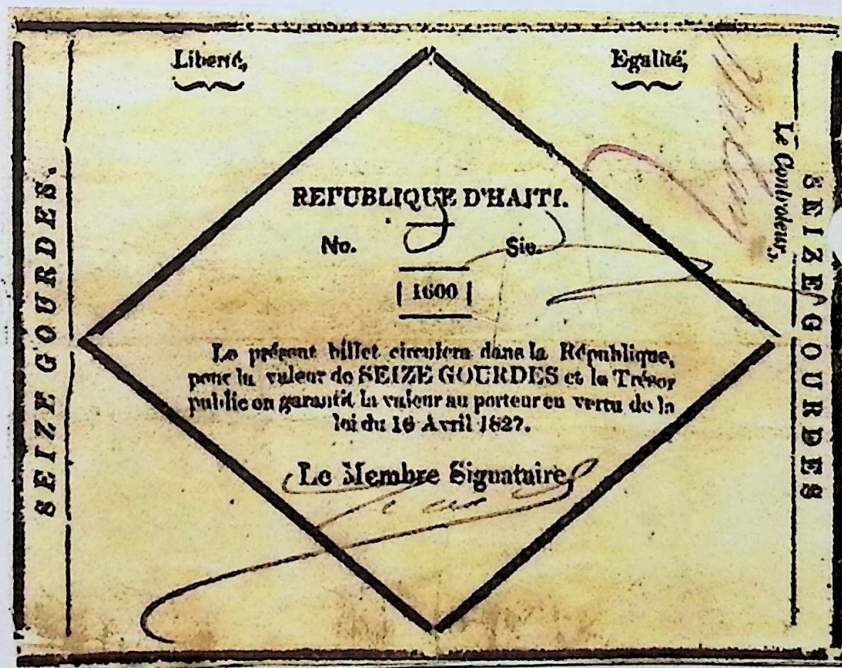 Liberté,
Egalité,
SEIZE GOURDES.
REPUBLIQUE D'HAITI.
No. Sie.
1600
Le présent billet circulera dans la République,
pour la valeur de SEIZE GOURDES et le Trésor
public en garantit la valeur au porteur en vertu de la
loi du 16 Avril 1827.
Le Membre Signataire
Le Controleur,
SEIZE GOURDES